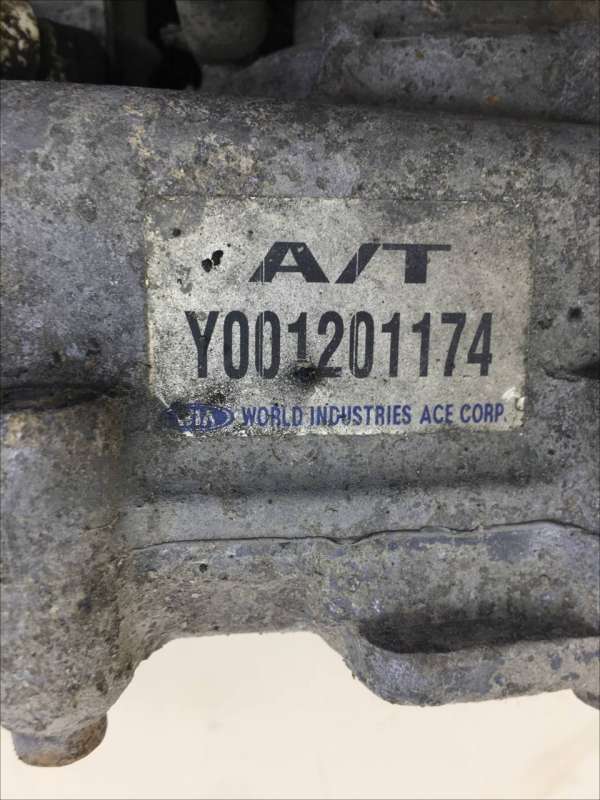 A/T
Y001201174
WORLD INDUSTRIES ACE CORP.